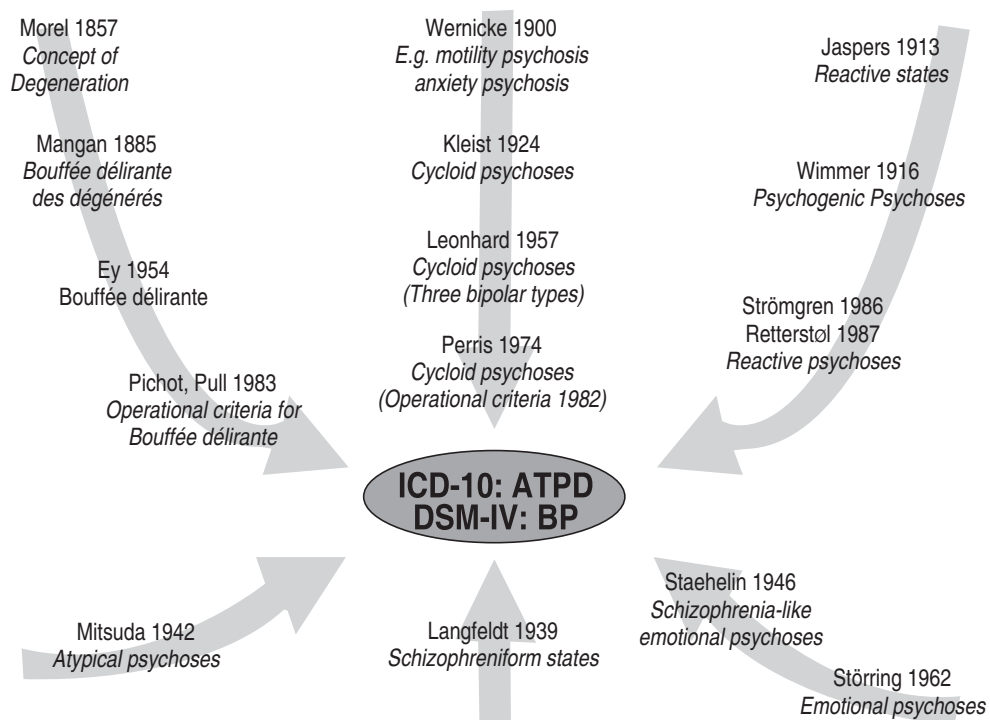 Morel 1857
Concept of
Degeneration
Mangan 1885
Bouffée délirante
des dégénérés
Ey 1954
Bouffée délirante
Pichot, Pull 1983
Operational criteria for
Bouffée délirante
Wernicke 1900
E.g. motility psychosis
anxiety psychosis
Kleist 1924
Cycloid psychoses
Leonhard 1957
Cycloid psychoses
(Three bipolar types)
Perris 1974
Cycloid psychoses
(Operational criteria 1982)
Jaspers 1913
Reactive states
Wimmer 1916
Psychogenic Psychoses
Strömgren 1986
Retterstøl 1987
Reactive psychoses
ICD-10: ATPD
DSM-IV: BP
Mitsuda 1942
Atypical psychoses
Langfeldt 1939
Schizophreniform states
Staehelin 1946
Schizophrenia-like
emotional psychoses
Störring 1962
Emotional psychoses